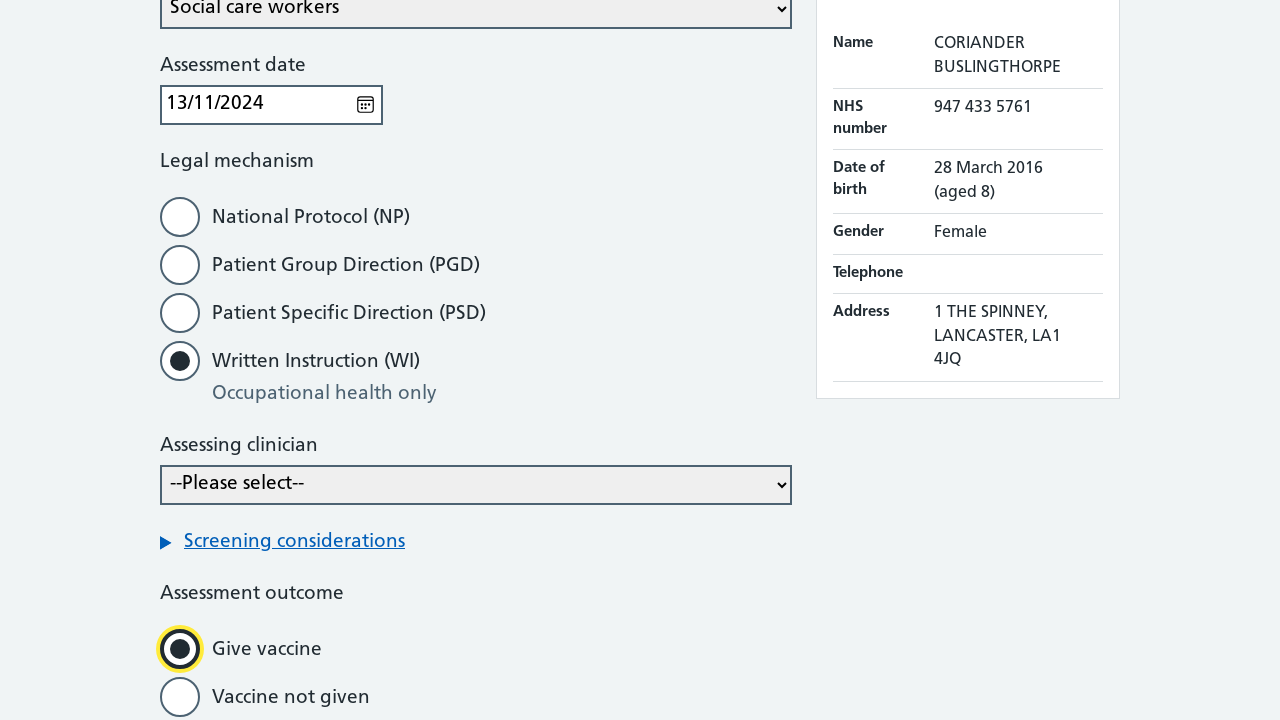 Social care workers
Assessment date
13/11/2024
Legal mechanism
National Protocol (NP)
Patient Group Direction (PGD)
Patient Specific Direction (PSD)
Written Instruction (WI)
Occupational health only
Assessing clinician
--Please select--
Screening considerations
Assessment outcome
Give vaccine
Vaccine not given
Name
CORIANDER
BUSLINGTHORPE
NHS
number
947 433 5761
Date of
birth
28 March 2016
(aged 8)
Gender
Female
Telephone
Address
1 THE SPINNEY,
LANCASTER, LA1
4JQ